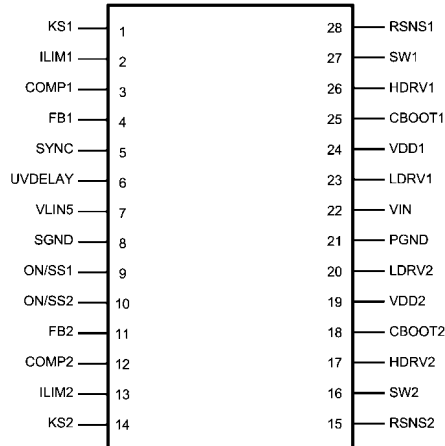 KS1 1 28 RSNS1
ILIM1 2 27 SW1
COMP1 3 26 HDRV1
FB1 4 25 CBOOT1
SYNC 5 24 VDD1
UVDELAY 6 23 LDRV1
VLIN5 7 22 VIN
SGND 8 21 PGND
ON/SS1 9 20 LDRV2
ON/SS2 10 19 VDD2
FB2 11 18 CBOOT2
COMP2 12 17 HDRV2
ILIM2 13 16 SW2
KS2 14 15 RSNS2